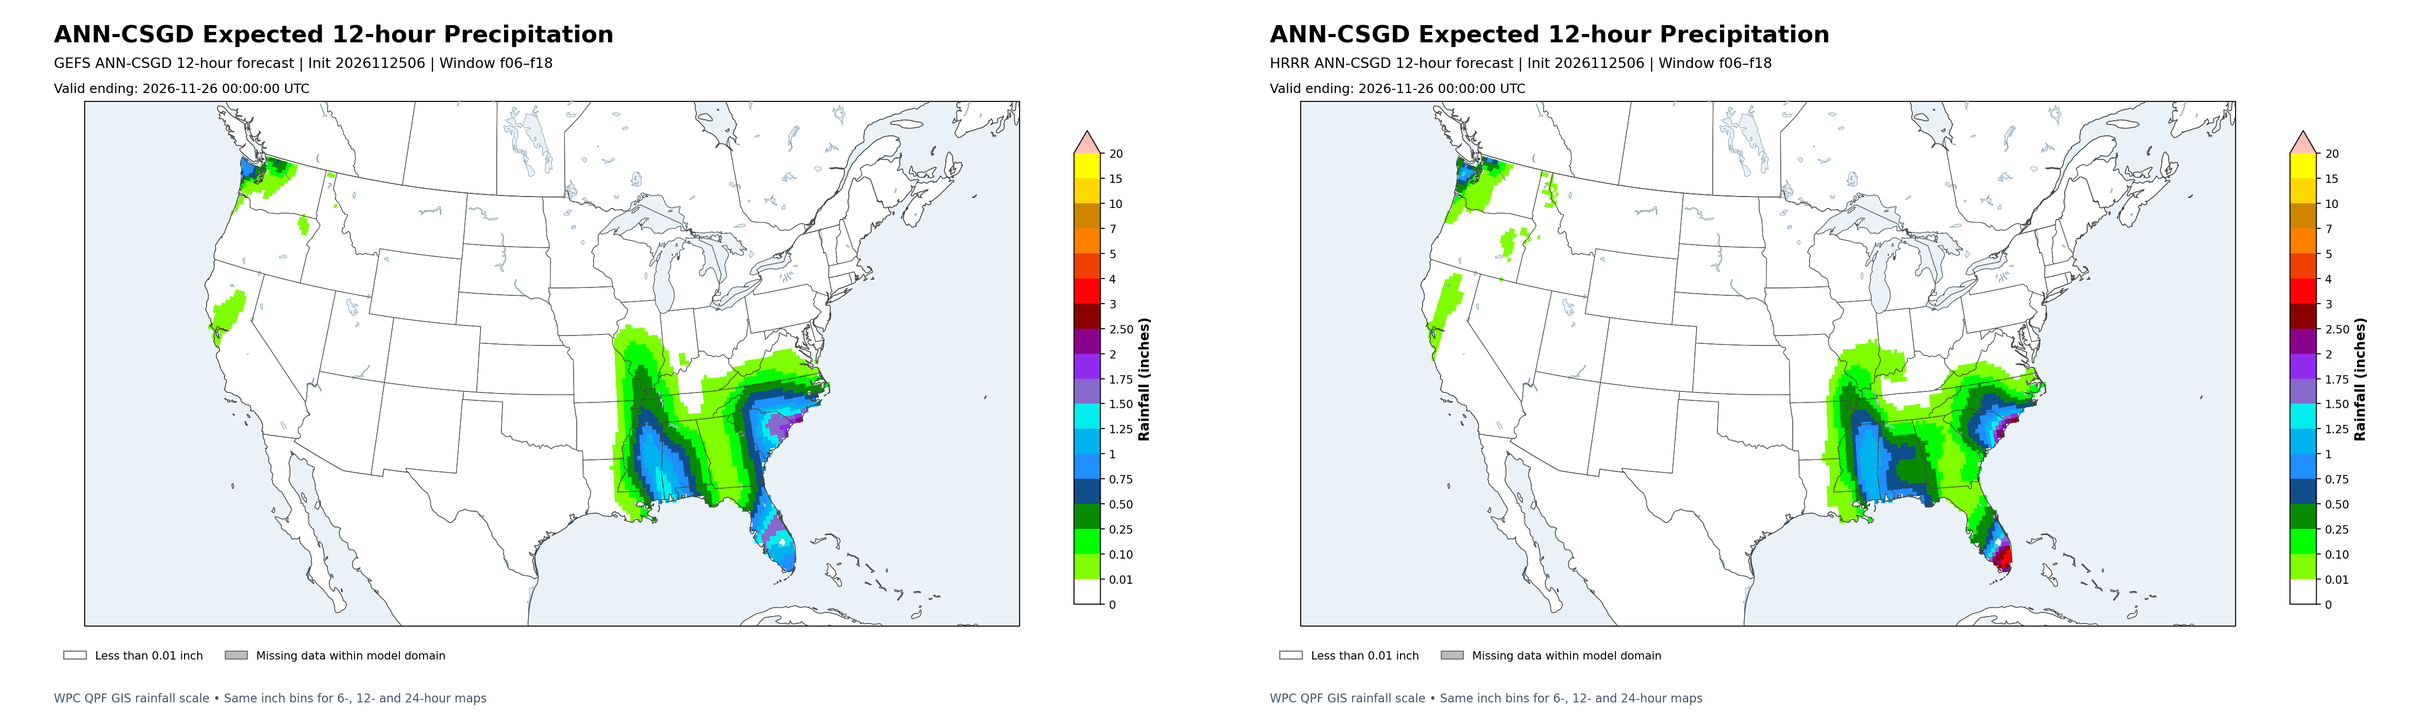 ANN-CSGD Expected 12-hour Precipitation
GEFS ANN-CSGD 12-hour forecast | Init 2026112506 | Window f06–f18
Valid ending: 2026-11-26 00:00:00 UTC
20
15
10
7
5
4
3
2.50
2
1.75
1.50
1.25
1
0.75
0.50
0.25
0.10
0.01
0
Rainfall (inches)
Less than 0.01 inch
Missing data within model domain
WPC QPF GIS rainfall scale • Same inch bins for 6-, 12- and 24-hour maps
ANN-CSGD Expected 12-hour Precipitation
HRRR ANN-CSGD 12-hour forecast | Init 2026112506 | Window f06–f18
Valid ending: 2026-11-26 00:00:00 UTC
20
15
10
7
5
4
3
2.50
2
1.75
1.50
1.25
1
0.75
0.50
0.25
0.10
0.01
0
Rainfall (inches)
Less than 0.01 inch
Missing data within model domain
WPC QPF GIS rainfall scale • Same inch bins for 6-, 12- and 24-hour maps